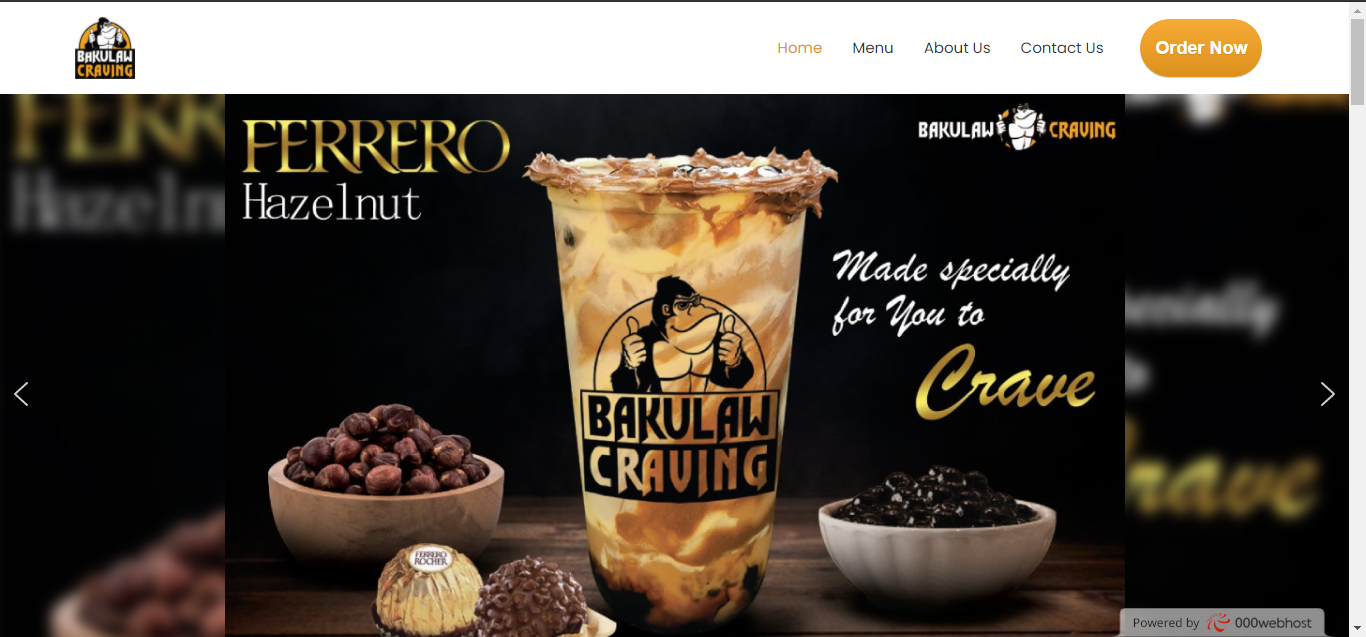 BAKULAW
CRAVING
Home
Menu
About Us
Contact Us
Order Now
FERRERO
Hazelnut
BAKULAW CRAVING
Made specially
for You to
Crave
BAKULAW
CRAVING
FERRERO
ROCHER
Powered by 000webhost